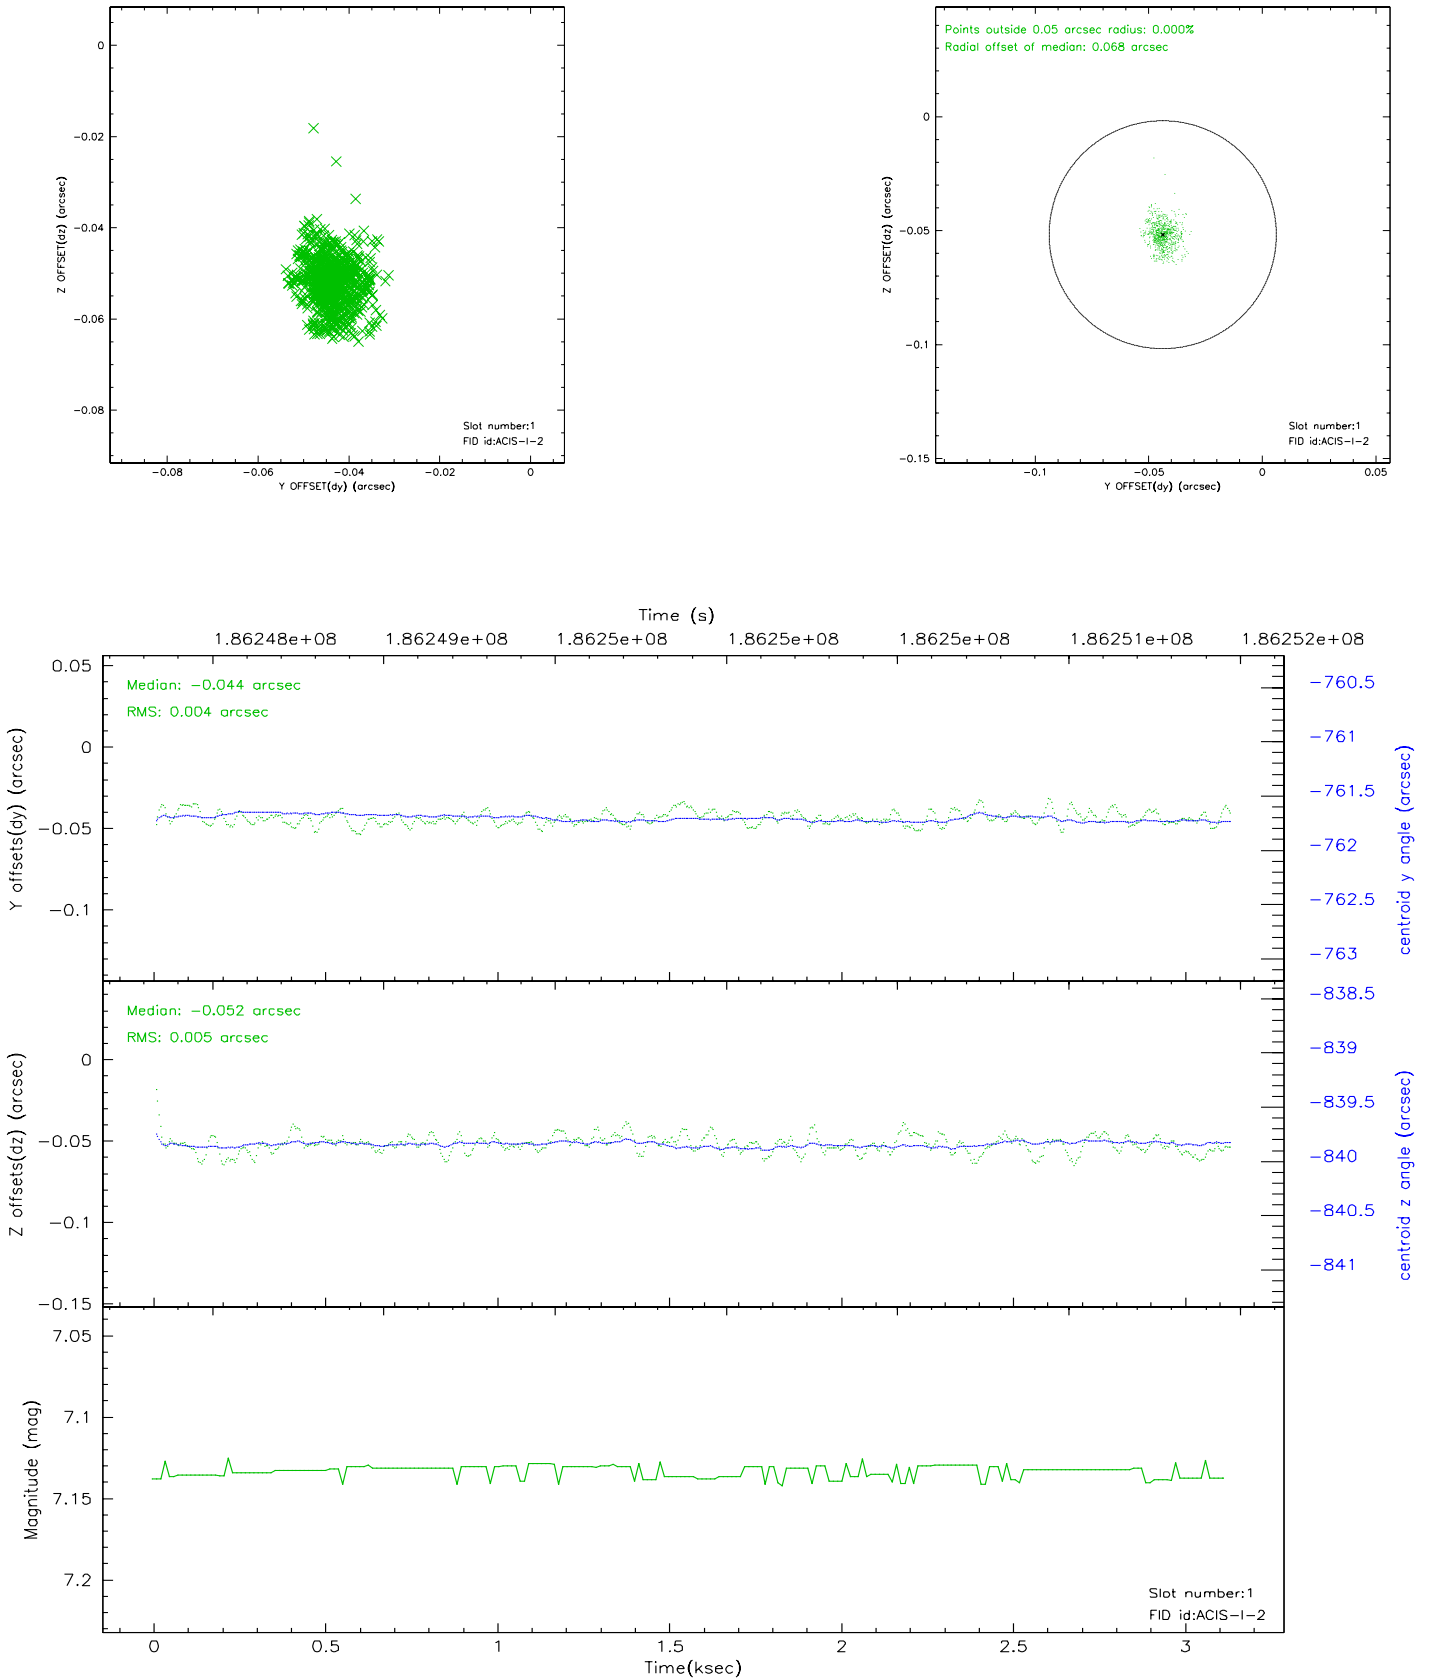 0
-0.02
-0.04
-0.06
-0.08
Z OFFSET(dz) (arcsec)
-0.08 -0.06 -0.04 -0.02 0
Y OFFSET(dy) (arcsec)
Slot number:1
FID id:ACIS-I-2
Points outside 0.05 arcsec radius: 0.000%
Radial offset of median: 0.068 arcsec
0
-0.05
-0.1
-0.15
Z OFFSET(dz) (arcsec)
-0.1 -0.05 0 0.05
Y OFFSET(dy) (arcsec)
Slot number:1
FID id:ACIS-I-2
Time (s)
1.86248e+08 1.86249e+08 1.8625e+08 1.8625e+08 1.8625e+08 1.86251e+08 1.86252e+08
Median: -0.044 arcsec
RMS: 0.004 arcsec
0.05
0
-0.05
-0.1
Y offsets(dy) (arcsec)
-760.5
-761
-761.5
-762
-762.5
-763
centroid y angle (arcsec)
Median: -0.052 arcsec
RMS: 0.005 arcsec
0
-0.05
-0.1
-0.15
Z offsets(dz) (arcsec)
-838.5
-839
-839.5
-840
-840.5
-841
centroid z angle (arcsec)
7.05
7.1
7.15
7.2
Magnitude (mag)
Slot number:1
FID id:ACIS-I-2
0 0.5 1 1.5 2 2.5 3
Time(ksec)